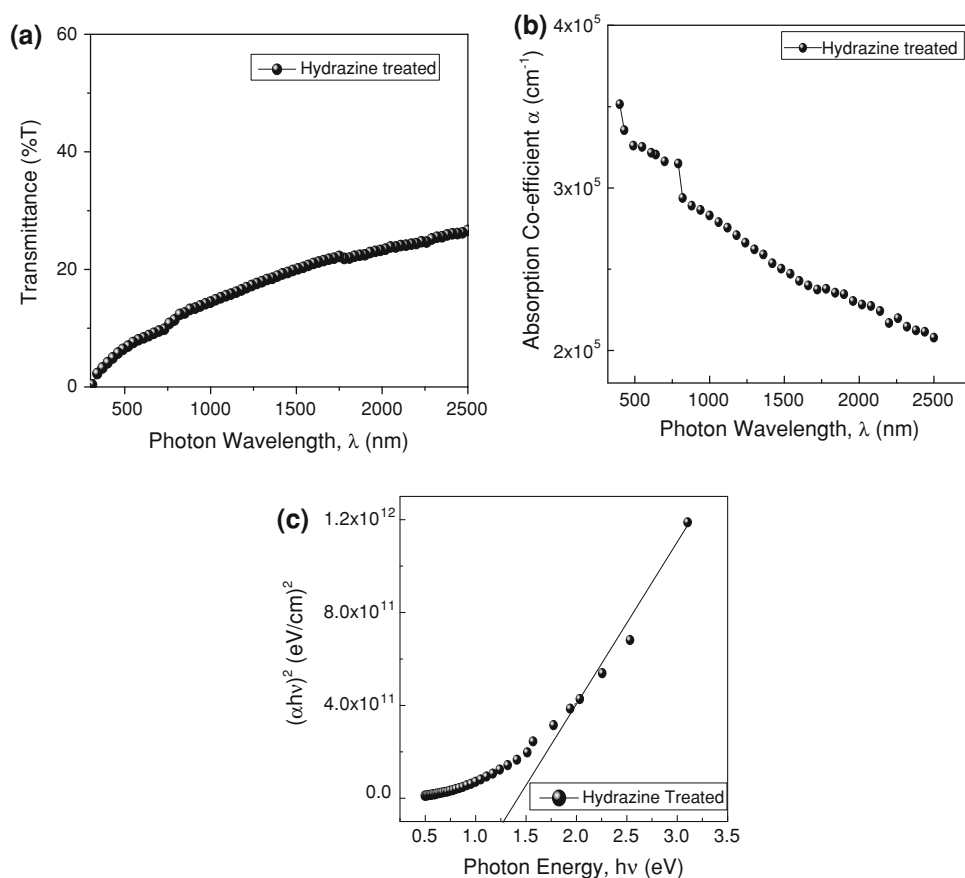 (a)
60
40
20
0
Transmittance (%T)
Hydrazine treated
500 1000 1500 2000 2500
Photon Wavelength, λ (nm)
(b)
4x10⁵
3x10⁵
2x10⁵
Absorption Co-efficient α (cm⁻¹)
Hydrazine treated
500 1000 1500 2000 2500
Photon Wavelength, λ (nm)
(c)
1.2x10¹²
8.0x10¹¹
4.0x10¹¹
0.0
(αhν)² (eV/cm)²
Hydrazine Treated
0.5 1.0 1.5 2.0 2.5 3.0 3.5
Photon Energy, hν (eV)